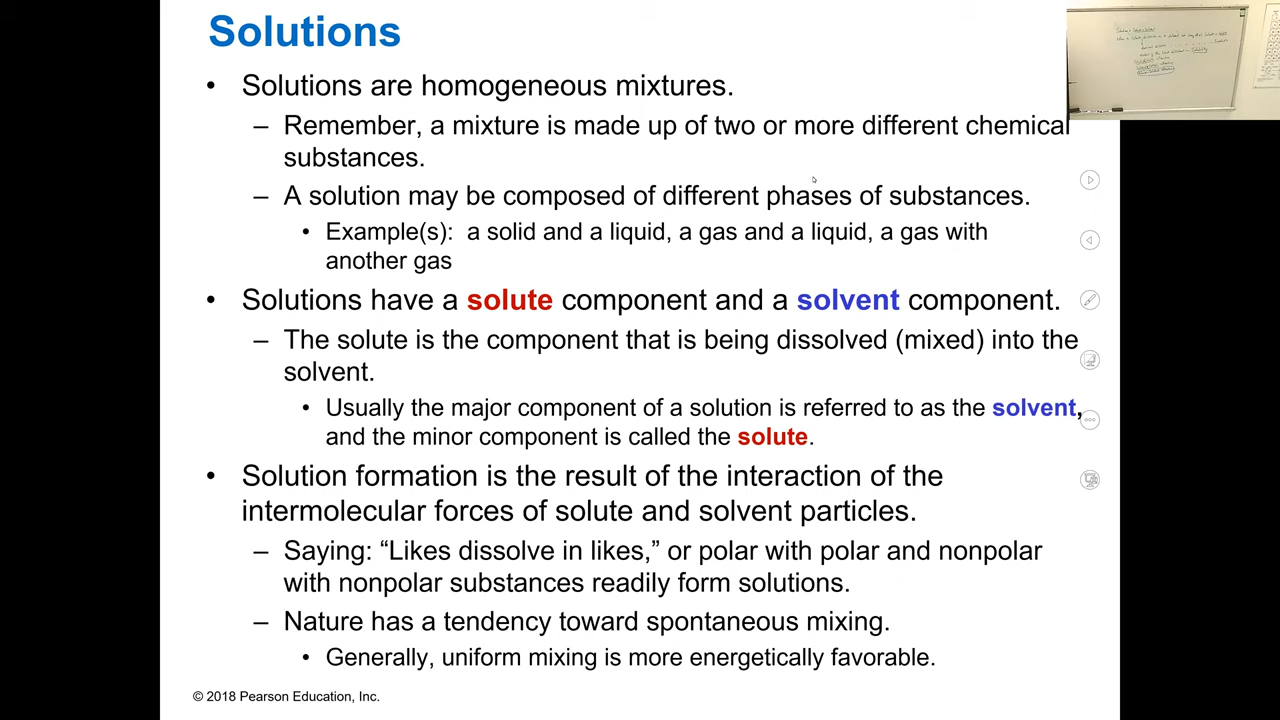 Solutions
• Solutions are homogeneous mixtures.
– Remember, a mixture is made up of two or more different chemical
substances.
– A solution may be composed of different phases of substances.
• Example(s): a solid and a liquid, a gas and a liquid, a gas with
another gas
• Solutions have a solute component and a solvent component.
– The solute is the component that is being dissolved (mixed) into the
solvent.
• Usually the major component of a solution is referred to as the solvent,
and the minor component is called the solute.
• Solution formation is the result of the interaction of the
intermolecular forces of solute and solvent particles.
– Saying: “Likes dissolve in likes,” or polar with polar and nonpolar
with nonpolar substances readily form solutions.
– Nature has a tendency toward spontaneous mixing.
• Generally, uniform mixing is more energetically favorable.
© 2018 Pearson Education, Inc.